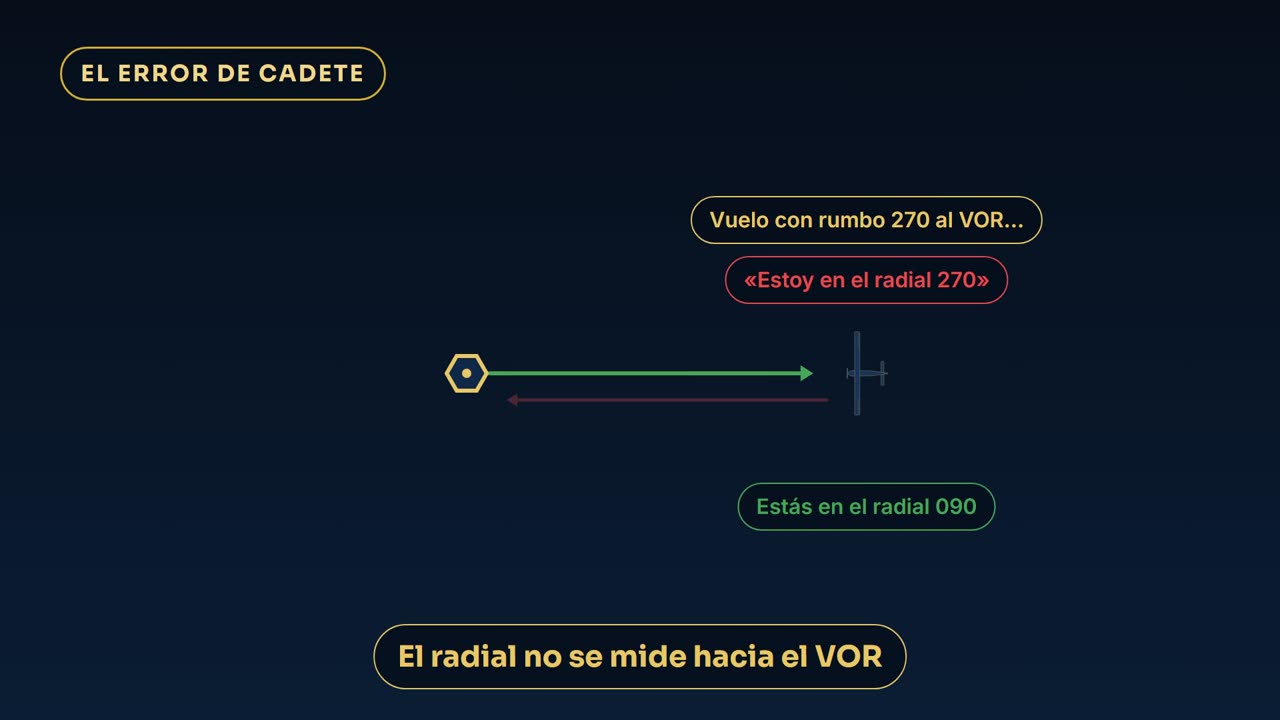 EL ERROR DE CADETE
Vuelo con rumbo 270 al VOR...
«Estoy en el radial 270»
Estás en el radial 090
El radial no se mide hacia el VOR